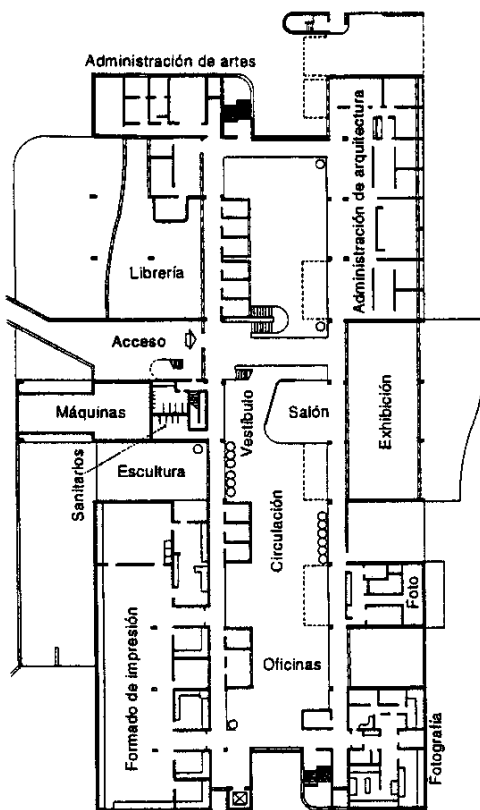 Administración de artes
Administración de arquitectura
Librería
Acceso
Máquinas
Sanitarios
Escultura
Vestíbulo
Salón
Exhibición
Circulación
Foto
Formado de impresión
Oficinas
Fotografía